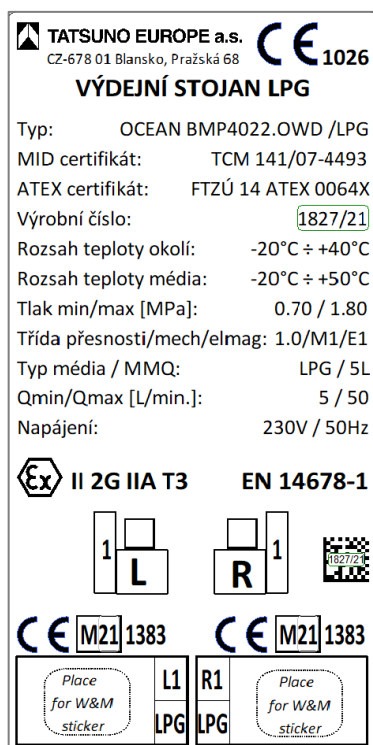 TATSUNO EUROPE a.s.
CZ-678 01 Blansko, Pražská 68
CE 1026
VÝDEJNÍ STOJAN LPG
Typ: OCEAN BMP4022.OWD /LPG
MID certifikát: TCM 141/07-4493
ATEX certifikát: FTZÚ 14 ATEX 0064X
Výrobní číslo: 1827/21
Rozsah teploty okolí: -20°C ÷ +40°C
Rozsah teploty média: -20°C ÷ +50°C
Tlak min/max [MPa]: 0.70 / 1.80
Třída přesnosti/mech/elmag: 1.0/M1/E1
Typ média / MMQ: LPG / 5L
Qmin/Qmax [L/min.]: 5 / 50
Napájení: 230V / 50Hz
Ex II 2G IIA T3 EN 14678-1
1 L R 1 1827/21
CE M21 1383 CE M21 1383
Place for W&M sticker
L1
LPG
R1
LPG
Place for W&M sticker